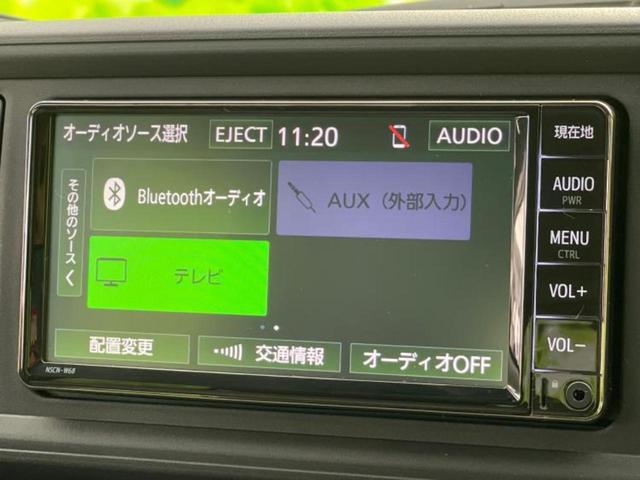 オーディオソース選択 EJECT 11:20 AUDIO
その他のソースく
Bluetoothオーディオ
AUX（外部入力）
テレビ
配置変更
交通情報
オーディオOFF
NSCN-W68
現在地
AUDIO
PWR
MENU
CTRL
VOL+
VOL-